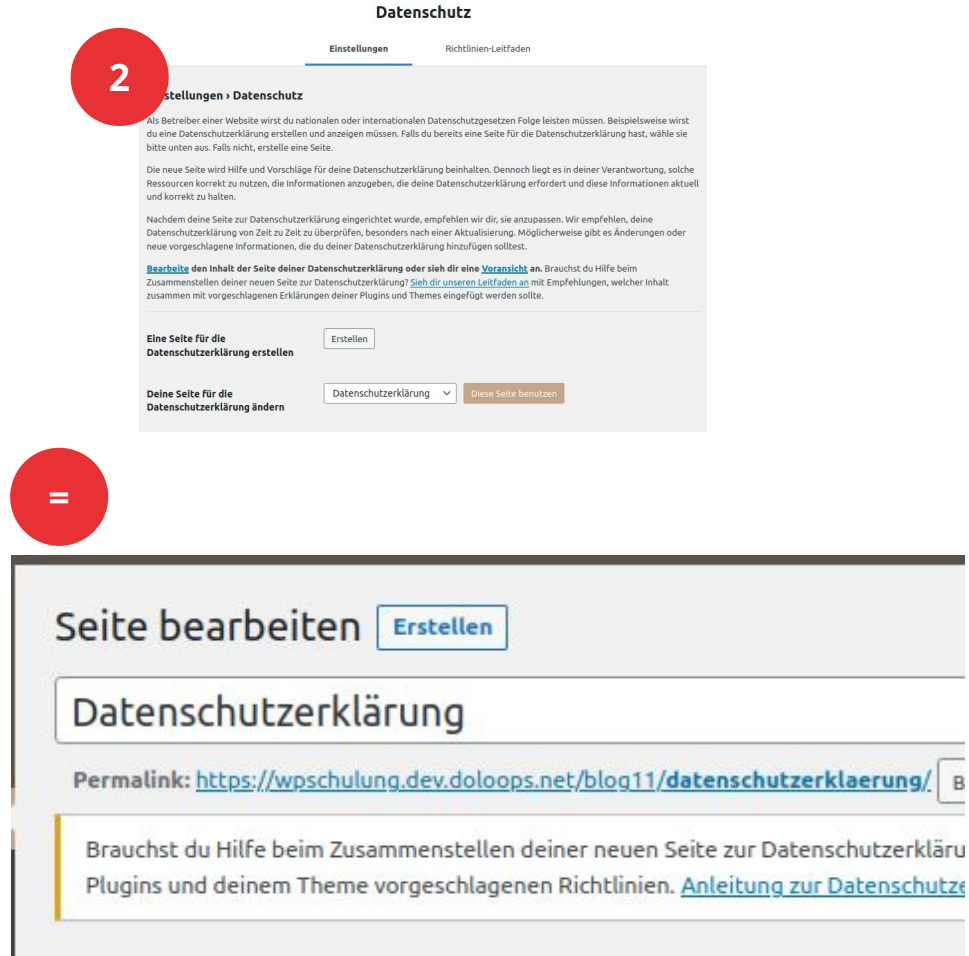 Datenschutz
Einstellungen Richtlinien-Leitfaden
2
stellungen › Datenschutz
Als Betreiber einer Website wirst du nationalen oder internationalen Datenschutzgesetzen Folge leisten müssen. Beispielsweise wirst
du eine Datenschutzerklärung erstellen und anzeigen müssen. Falls du bereits eine Seite für die Datenschutzerklärung hast, wähle sie
bitte unten aus. Falls nicht, erstelle eine Seite.
Die neue Seite wird Hilfe und Vorschläge für deine Datenschutzerklärung beinhalten. Dennoch liegt es in deiner Verantwortung, solche
Ressourcen korrekt zu nutzen, die Informationen anzugeben, die deine Datenschutzerklärung erfordert und diese Informationen aktuell
und korrekt zu halten.
Nachdem deine Seite zur Datenschutzerklärung eingerichtet wurde, empfehlen wir dir, sie anzupassen. Wir empfehlen, deine
Datenschutzerklärung von Zeit zu Zeit zu überprüfen, besonders nach einer Aktualisierung. Möglicherweise gibt es Änderungen oder
neue vorgeschlagene Informationen, die du deiner Datenschutzerklärung hinzufügen solltest.
Bearbeite den Inhalt der Seite deiner Datenschutzerklärung oder sieh dir eine Voransicht an. Brauchst du Hilfe beim
Zusammenstellen deiner neuen Seite zur Datenschutzerklärung? Sieh dir unseren Leitfaden an mit Empfehlungen, welcher Inhalt
zusammen mit vorgeschlagenen Erklärungen deiner Plugins und Themes eingefügt werden sollte.
Eine Seite für die
Datenschutzerklärung erstellen
Erstellen
Deine Seite für die
Datenschutzerklärung ändern
Datenschutzerklärung Diese Seite benutzen
=
Seite bearbeiten Erstellen
Datenschutzerklärung
Permalink: https://wpschulung.dev.doloops.net/blog11/datenschutzerklaerung/ B
Brauchst du Hilfe beim Zusammenstellen deiner neuen Seite zur Datenschutzerkläru
Plugins und deinem Theme vorgeschlagenen Richtlinien. Anleitung zur Datenschutze